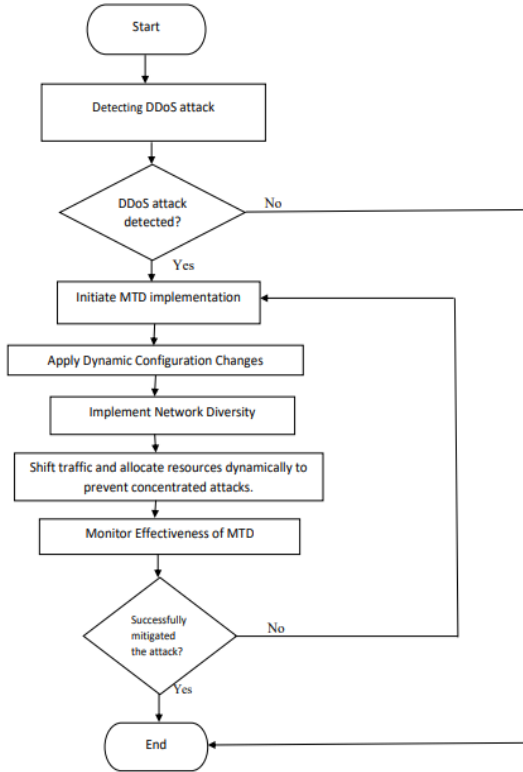 Start
Detecting DDoS attack
DDoS attack
detected?
No
Yes
Initiate MTD implementation
Apply Dynamic Configuration Changes
Implement Network Diversity
Shift traffic and allocate resources dynamically to
prevent concentrated attacks.
Monitor Effectiveness of MTD
Successfully
mitigated
the attack?
No
Yes
End